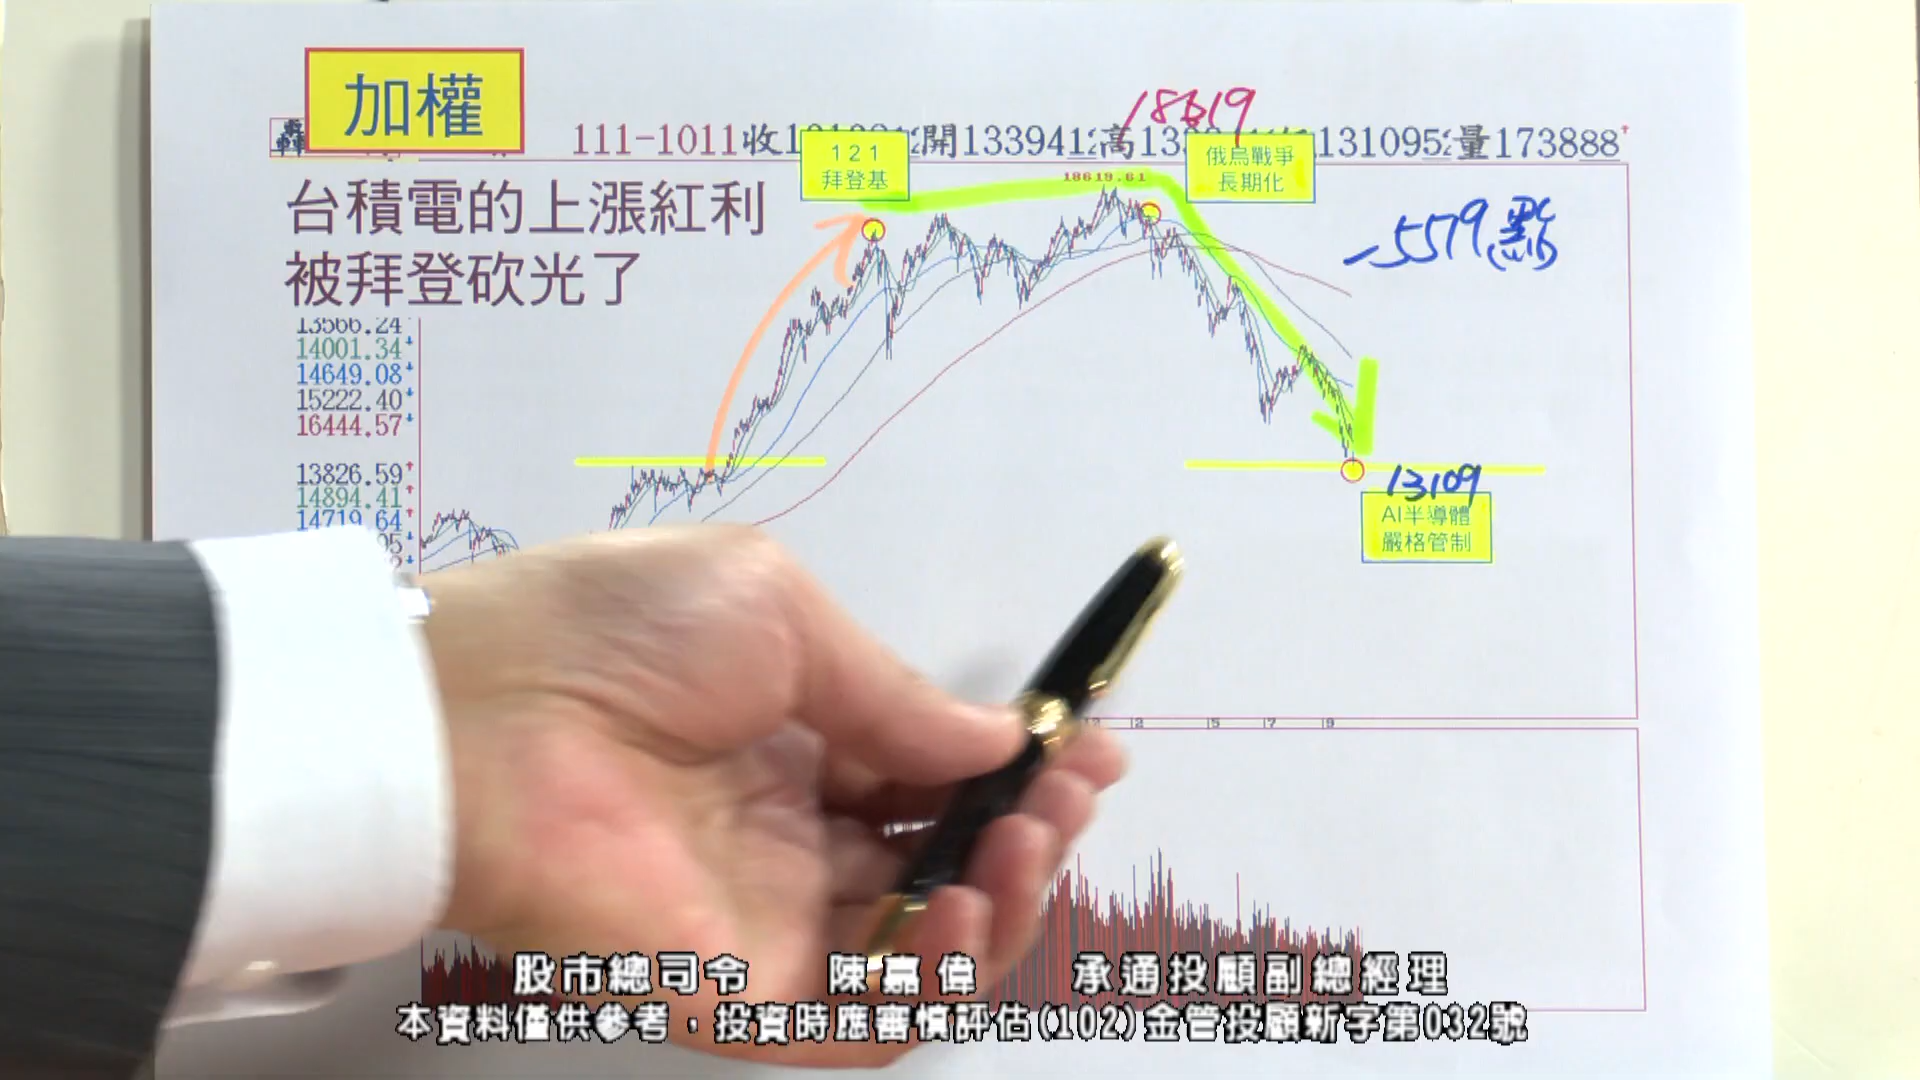 加權
18619
111-1011收 開13394 高13 131095 量173888
121
拜登基
俄烏戰爭
長期化
18619.61
台積電的上漲紅利
被拜登砍光了
-5519點
13566.24
14001.34
14649.08
15222.40
16444.57
13826.59
14894.41
14719.64
13109
AI半導體
嚴格管制
12 2 5 7 9
股市總司令 陳嘉偉 承通投顧副總經理
本資料僅供參考，投資時應審慎評估(102)金管投顧新字第032號